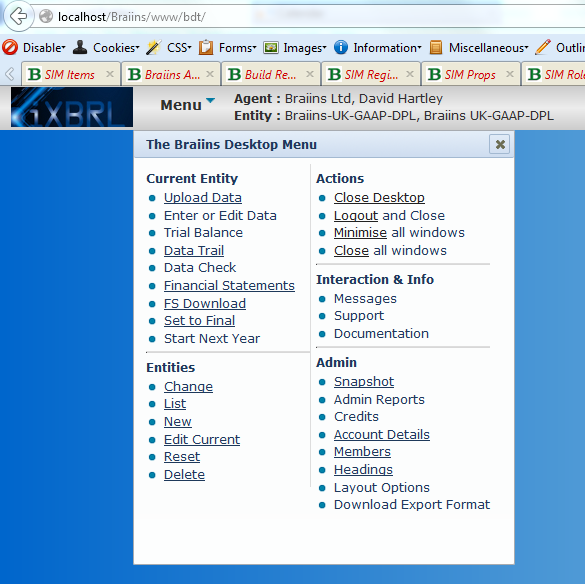 localhost/Braiins/www/bdt/
Disable Cookies CSS Forms Images Information Miscellaneous Outli
B SIM Items B Braiins A... B Build Re... B SIM Regi... B SIM Props B SIM Role
iXBRL Menu Agent : Braiins Ltd, David Hartley
Entity : Braiins-UK-GAAP-DPL, Braiins UK-GAAP-DPL
The Braiins Desktop Menu
Current Entity
Upload Data
Enter or Edit Data
Trial Balance
Data Trail
Data Check
Financial Statements
FS Download
Set to Final
Start Next Year
Entities
Change
List
New
Edit Current
Reset
Delete
Actions
Close Desktop
Logout and Close
Minimise all windows
Close all windows
Interaction & Info
Messages
Support
Documentation
Admin
Snapshot
Admin Reports
Credits
Account Details
Members
Headings
Layout Options
Download Export Format